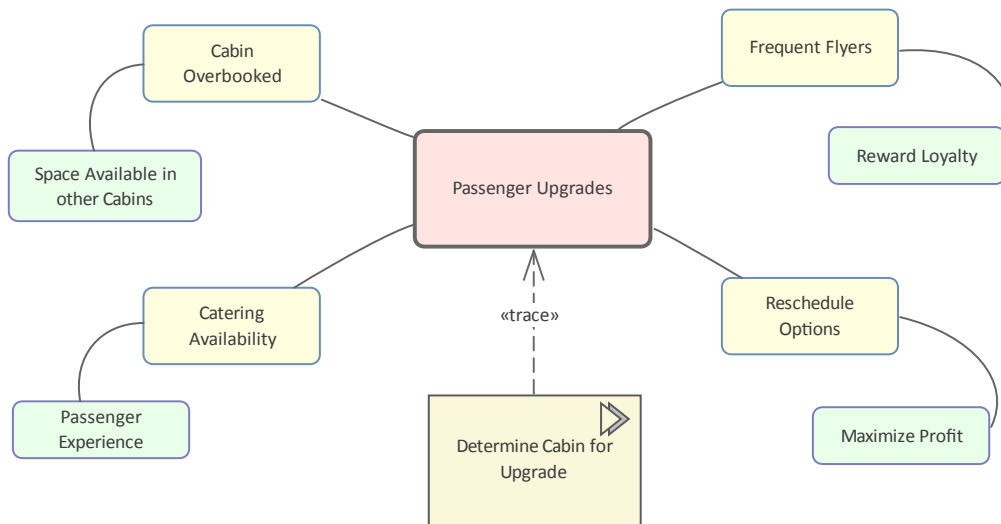 Cabin
Overbooked
Frequent Flyers
Space Available in
other Cabins
Passenger Upgrades
Reward Loyalty
Catering
Availability
«trace»
Reschedule
Options
Passenger
Experience
Determine Cabin for
Upgrade
Maximize Profit